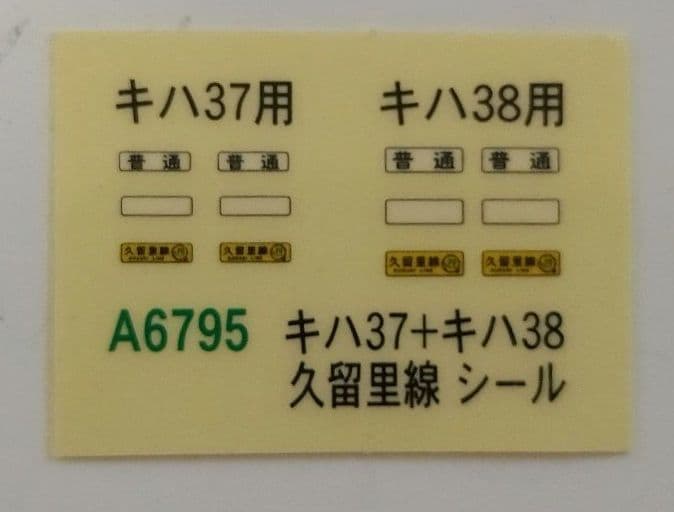 キハ37用 キハ38用
普通 普通 普通 普通
久留里線 久留里線 久留里線 久留里線
A6795 キハ37+キハ38
久留里線 シール